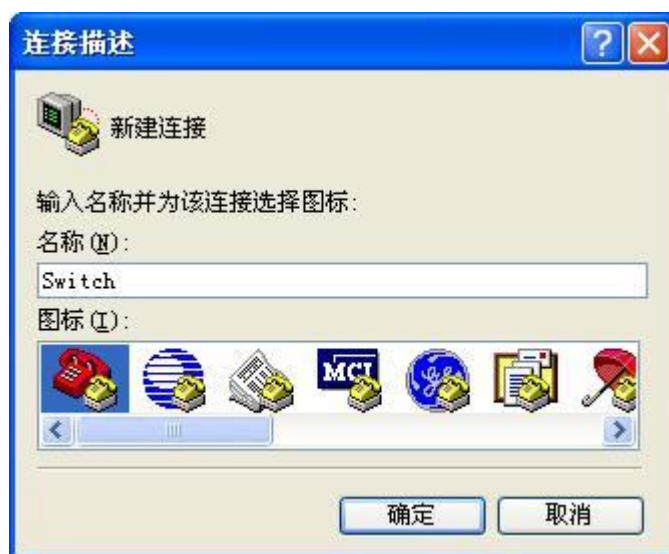 连接描述
新建连接
输入名称并为该连接选择图标:
名称(N):
Switch
图标(I):
MCI
确定
取消